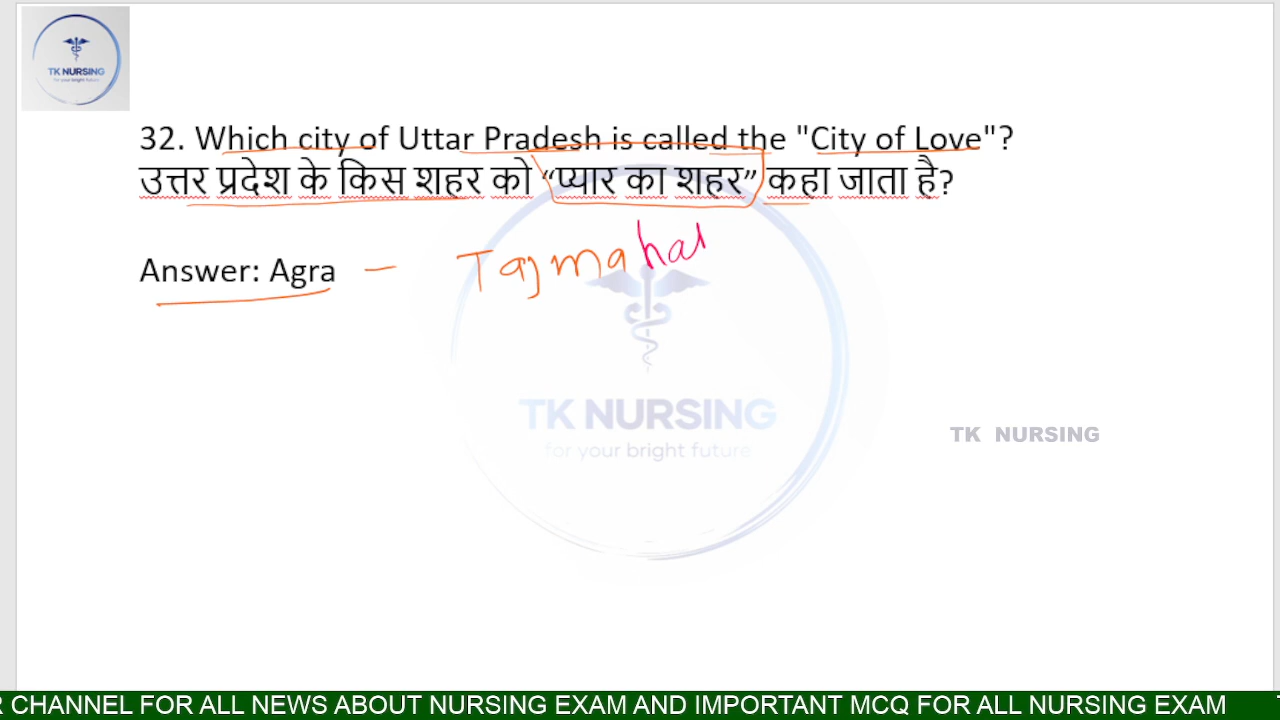 TK NURSING
for your bright future
32. Which city of Uttar Pradesh is called the "City of Love"?
उत्तर प्रदेश के किस शहर को “प्यार का शहर” कहा जाता है?
Answer: Agra – Tajmahal
TK NURSING
for your bright future
TK NURSING
R CHANNEL FOR ALL NEWS ABOUT NURSING EXAM AND IMPORTANT MCQ FOR ALL NURSING EXAM